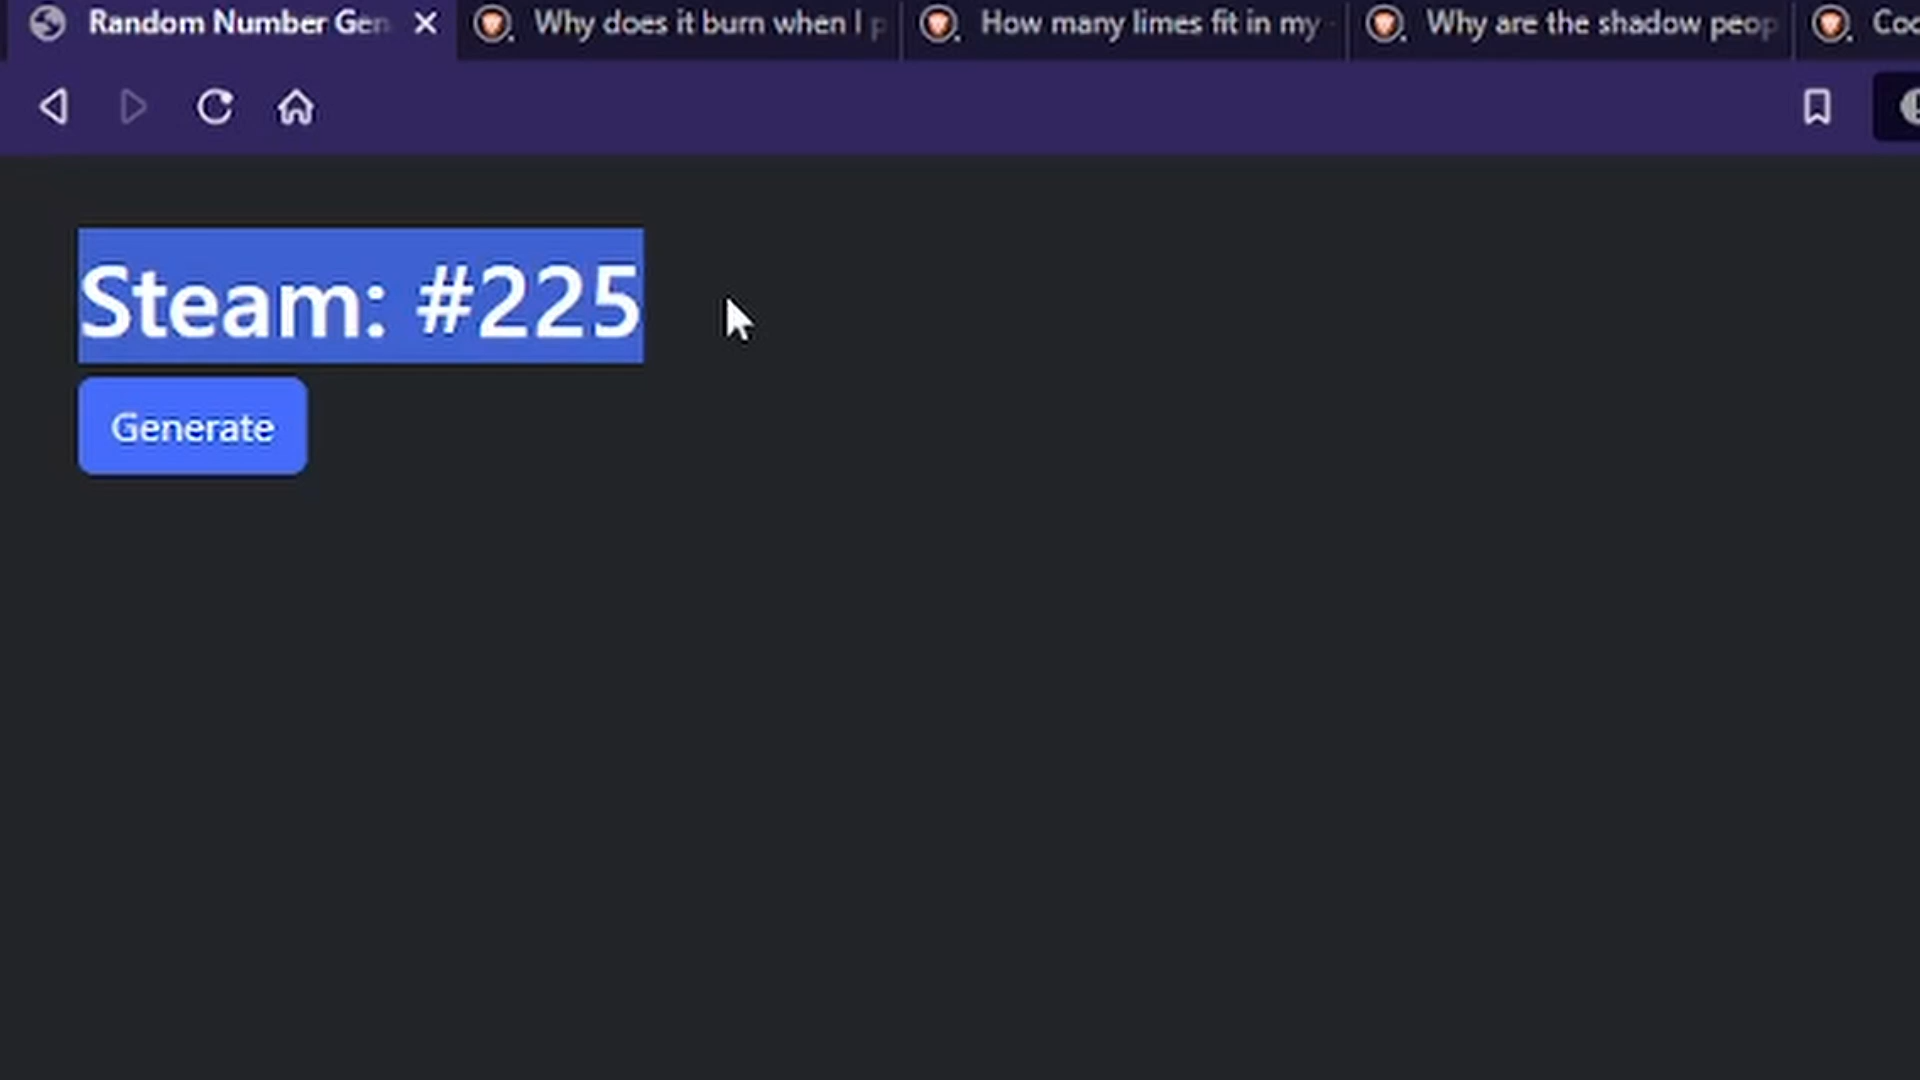 Random Number Gen
Why does it burn when I p
How many limes fit in my
Why are the shadow peop
Coo
Steam: #225
Generate